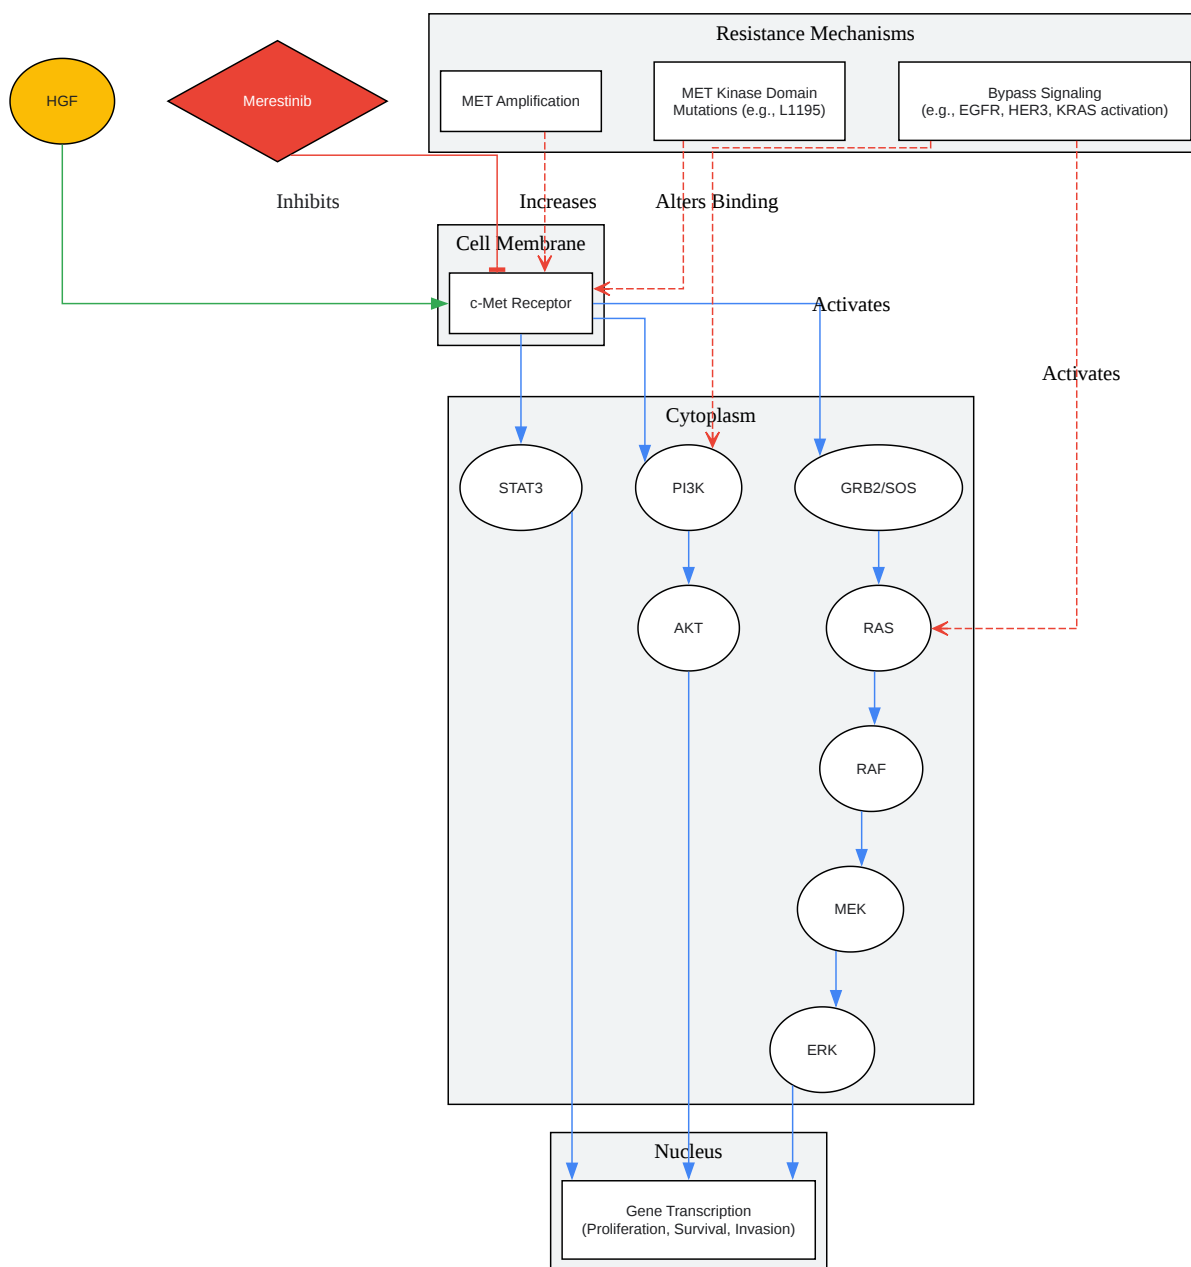 Resistance Mechanisms
HGF
Merestinib
MET Amplification
MET Kinase Domain
Mutations (e.g., L1195)
Bypass Signaling
(e.g., EGFR, HER3, KRAS activation)
Inhibits
Increases
Alters Binding
Cell Membrane
c-Met Receptor
Activates
Activates
Cytoplasm
STAT3
PI3K
GRB2/SOS
AKT
RAS
RAF
MEK
ERK
Nucleus
Gene Transcription
(Proliferation, Survival, Invasion)